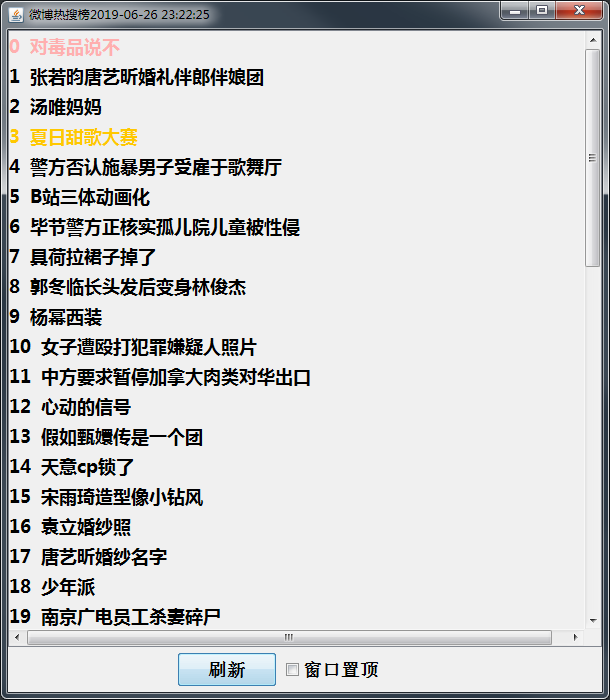 微博热搜榜2019-06-26 23:22:25
0 对毒品说不
1 张若昀唐艺昕婚礼伴郎伴娘团
2 汤唯妈妈
3 夏日甜歌大赛
4 警方否认施暴男子受雇于歌舞厅
5 B站三体动画化
6 毕节警方正核实孤儿院儿童被性侵
7 具荷拉裙子掉了
8 郭冬临长头发后变身林俊杰
9 杨幂西装
10 女子遭殴打犯罪嫌疑人照片
11 中方要求暂停加拿大肉类对华出口
12 心动的信号
13 假如甄嬛传是一个团
14 天意cp锁了
15 宋雨琦造型像小钻风
16 袁立婚纱照
17 唐艺昕婚纱名字
18 少年派
19 南京广电员工杀妻碎尸
刷新 窗口置顶